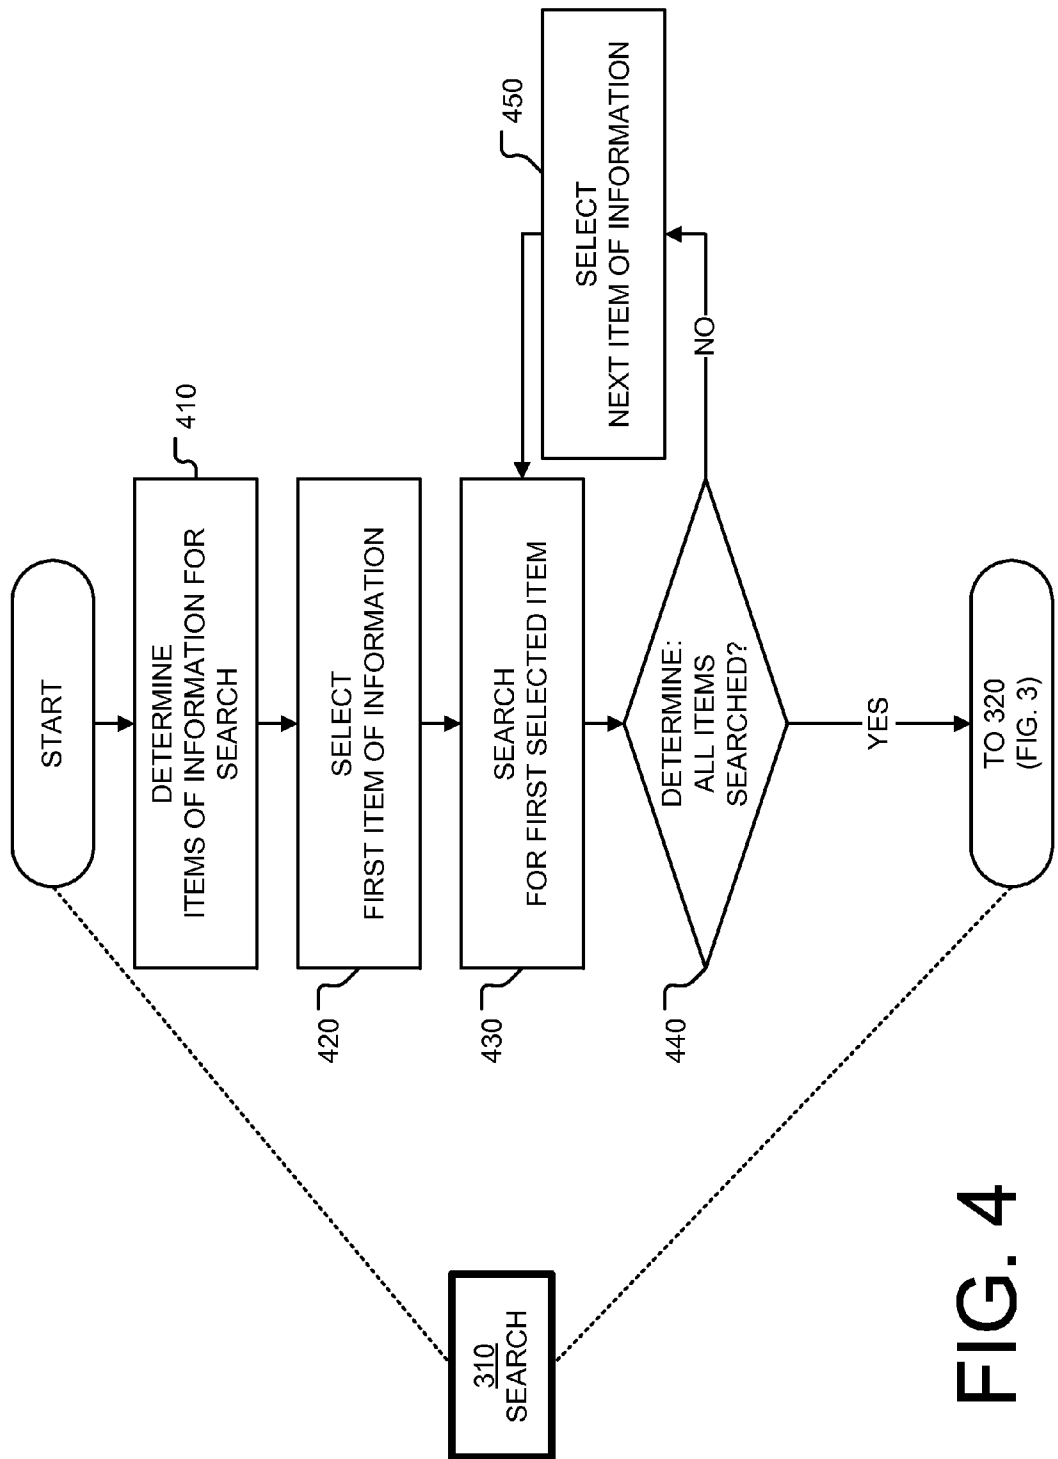 START
410
DETERMINE
ITEMS OF INFORMATION FOR
SEARCH
420
SELECT
FIRST ITEM OF INFORMATION
430
SEARCH
FOR FIRST SELECTED ITEM
450
SELECT
NEXT ITEM OF INFORMATION
440
DETERMINE:
ALL ITEMS
SEARCHED?
NO
YES
TO 320
(FIG. 3)
310
SEARCH
FIG. 4